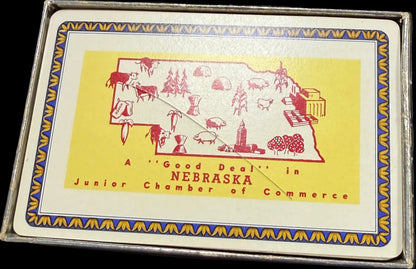 A "Good Deal" in
NEBRASKA
Junior Chamber of Commerce